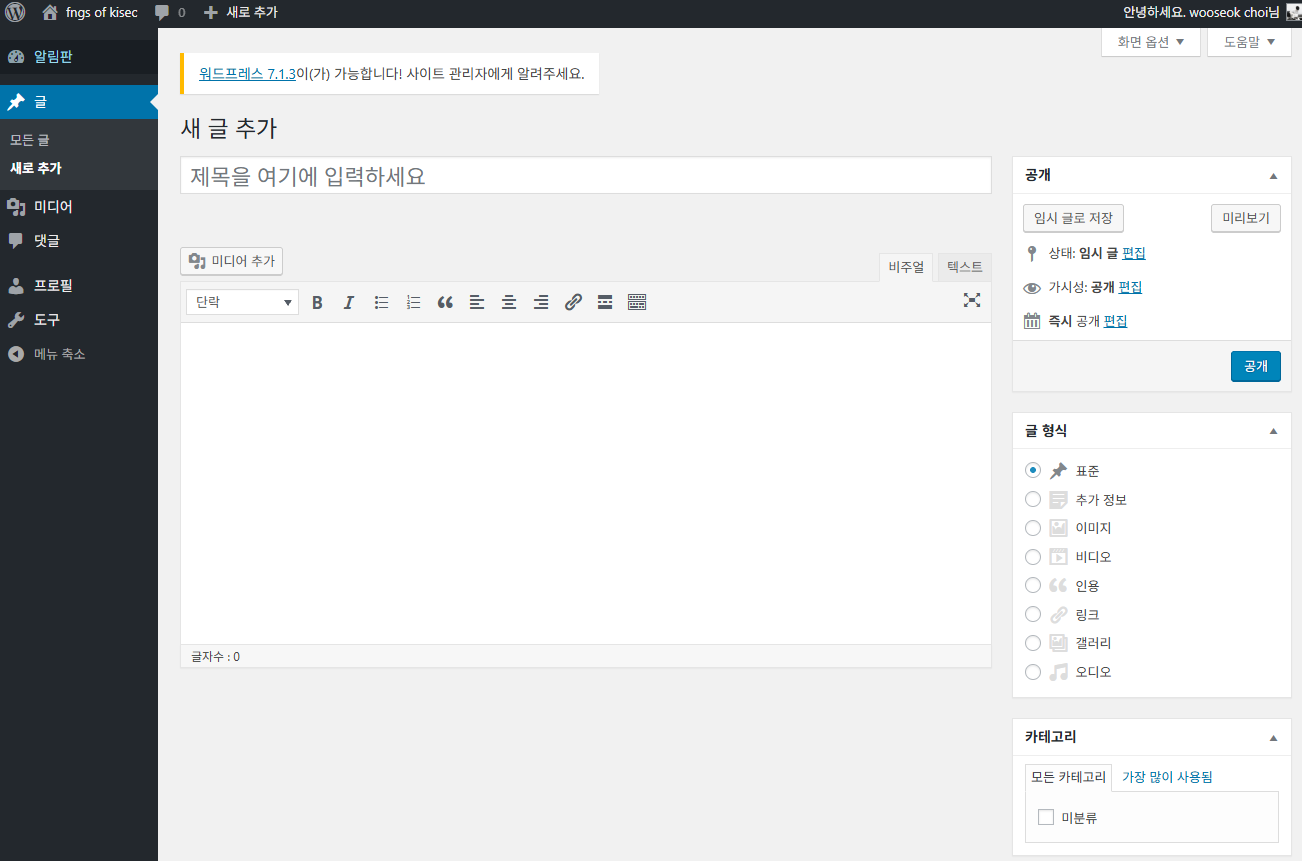 fngs of kisec 0 새로 추가 안녕하세요. wooseok choi님
화면 옵션 도움말
알림판
글
모든 글
새로 추가
미디어
댓글
프로필
도구
메뉴 축소
워드프레스 7.1.3이(가) 가능합니다! 사이트 관리자에게 알려주세요.
새 글 추가
제목을 여기에 입력하세요
미디어 추가
비주얼 텍스트
단락 B I
글자수 : 0
공개
임시 글로 저장 미리보기
상태: 임시 글 편집
가시성: 공개 편집
즉시 공개 편집
공개
글 형식
표준
추가 정보
이미지
비디오
인용
링크
갤러리
오디오
카테고리
모든 카테고리 가장 많이 사용됨
미분류